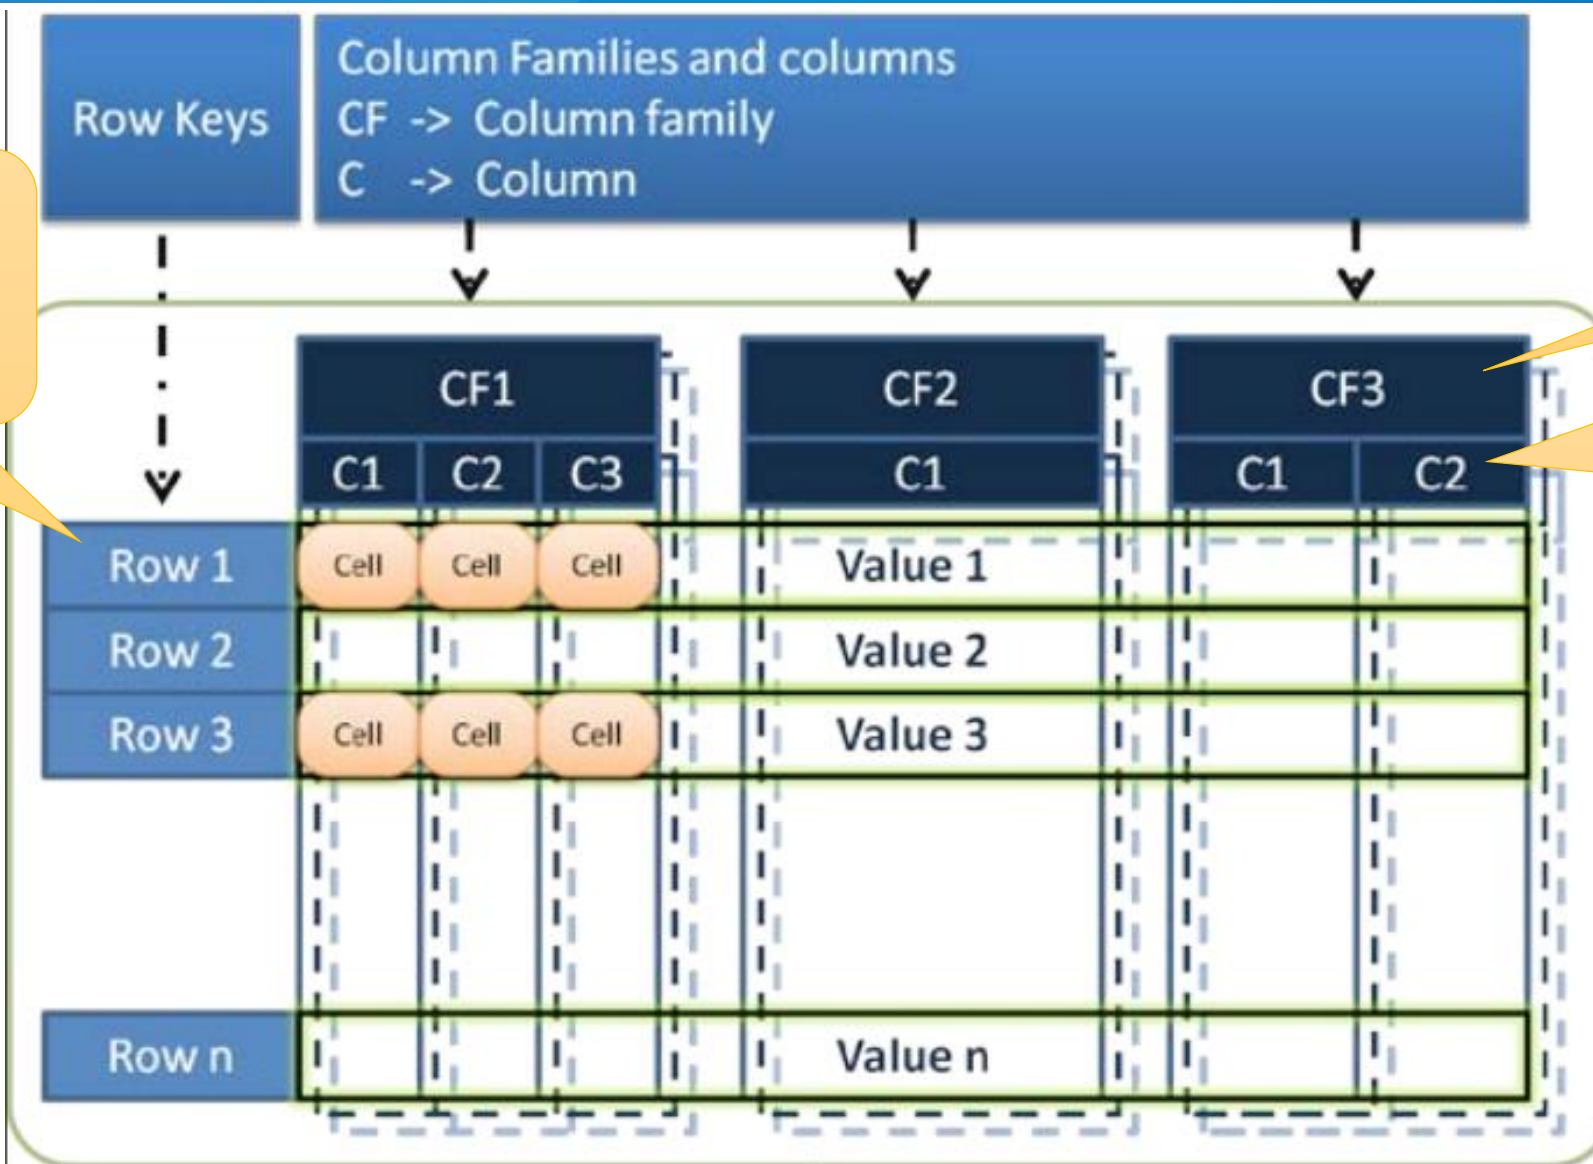 Row Keys
Column Families and columns
CF -> Column family
C -> Column
CF1
CF2
CF3
C1
C2
C3
C1
C1
C2
Row 1
Cell
Cell
Cell
Value 1
Row 2
Value 2
Row 3
Cell
Cell
Cell
Value 3
Row n
Value n